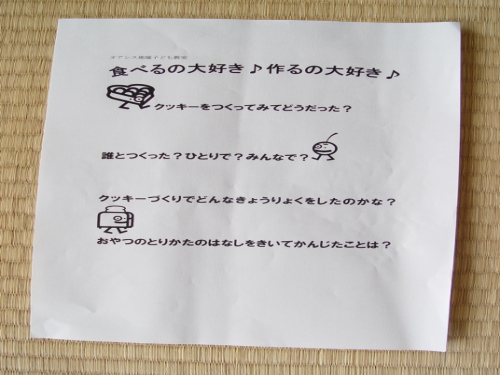 食べるの大好き♪作るの大好き♪
クッキーをつくってみてどうだった？
誰とつくった？ひとりで？みんなで？
クッキーづくりでどんなきょうりょくをしたのかな？
おやつのとりかたのはなしをきいてかんじたことは？